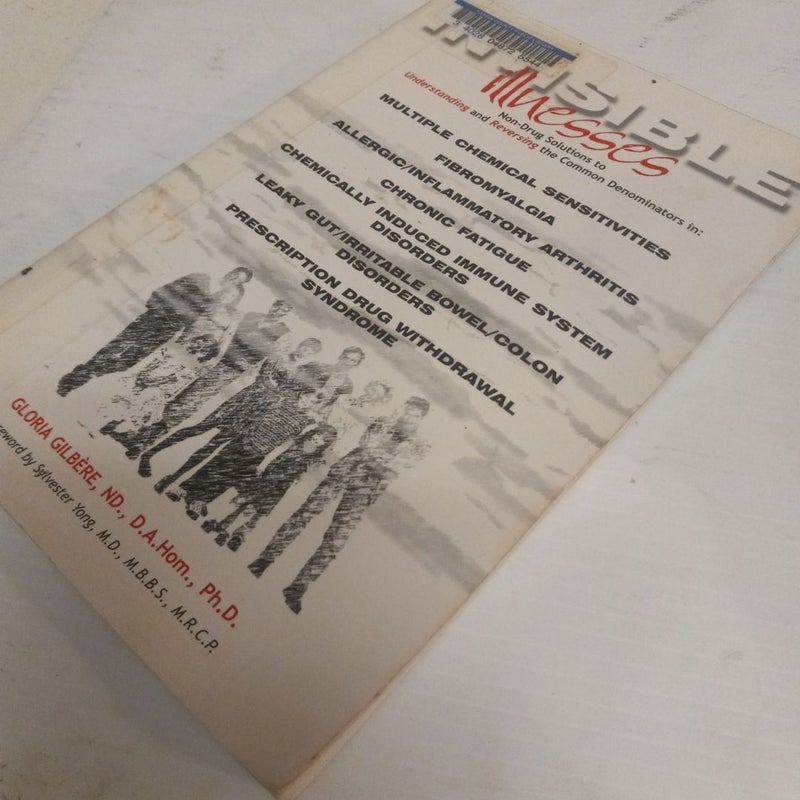 INVISIBLE
illnesses
Non-Drug Solutions to
Understanding and Reversing the Common Denominators in:
MULTIPLE CHEMICAL SENSITIVITIES
FIBROMYALGIA
ALLERGIC/INFLAMMATORY ARTHRITIS
CHRONIC FATIGUE
CHEMICALLY INDUCED IMMUNE SYSTEM
DISORDERS
LEAKY GUT/IRRITABLE BOWEL/COLON
DISORDERS
PRESCRIPTION DRUG WITHDRAWAL
SYNDROME
GLORIA GILBÈRE, ND., D.A.Hom., Ph.D.
eword by Sylvester Yong, M.D., M.B.B.S., M.R.C.P.